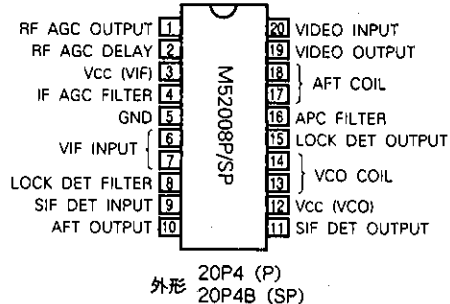 RF AGC OUTPUT 1
RF AGC DELAY 2
Vcc (VIF) 3
IF AGC FILTER 4
GND 5
VIF INPUT 6
7
LOCK DET FILTER 8
SIF DET INPUT 9
AFT OUTPUT 10
M52008P/SP
20 VIDEO INPUT
19 VIDEO OUTPUT
18 AFT COIL
17
16 APC FILTER
15 LOCK DET OUTPUT
14 VCO COIL
13
12 Vcc (VCO)
11 SIF DET OUTPUT
外形 20P4 (P)
20P4B (SP)